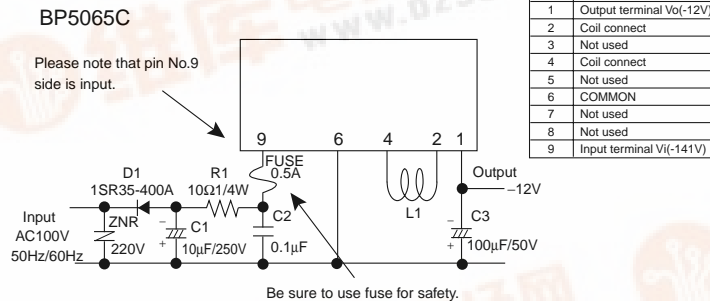 BP5065C
Please note that pin No.9
side is input.
1 Output terminal Vo(-12V)
2 Coil connect
3 Not used
4 Coil connect
5 Not used
6 COMMON
7 Not used
8 Not used
9 Input terminal Vi(-141V)
9 6 4 2 1
FUSE
0.5A
D1
1SR35-400A
R1
10Ω1/4W
Output
−12V
L1
Input
AC100V
50Hz/60Hz
ZNR
220V
−
+
C1
10μF/250V
C2
0.1μF
−
+
C3
100μF/50V
Be sure to use fuse for safety.